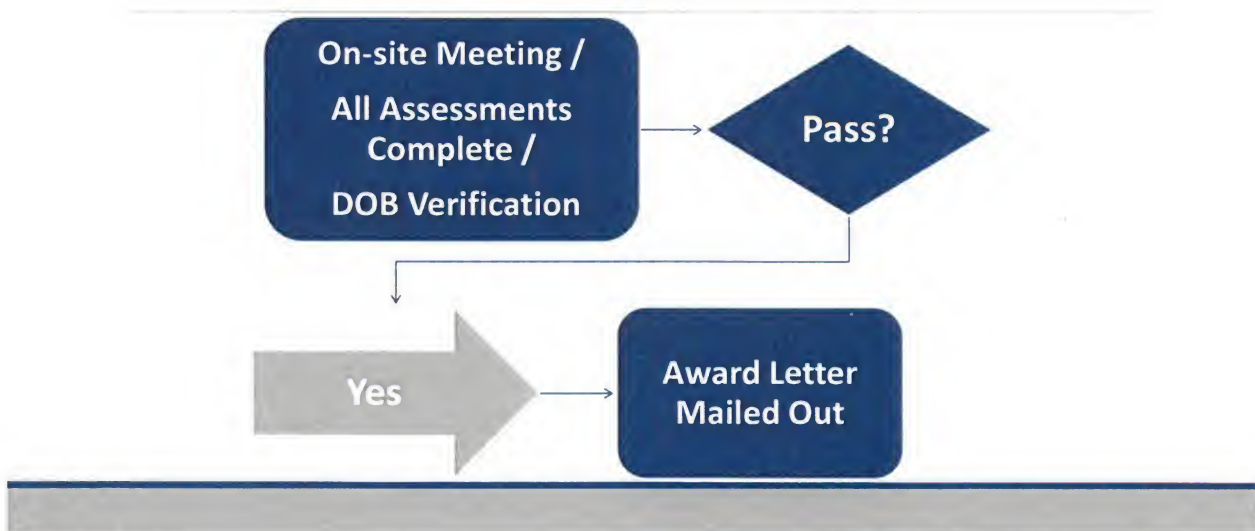 On-site Meeting /
All Assessments
Complete /
DOB Verification
Pass?
Yes
Award Letter
Mailed Out